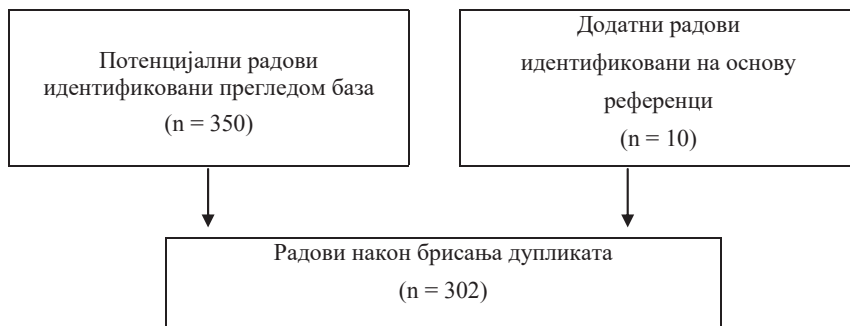 Потенцијални радови
идентификовани прегледом база
(n = 350)
Додатни радови
идентификовани на основу
референци
(n = 10)
Радови након брисања дупликата
(n = 302)